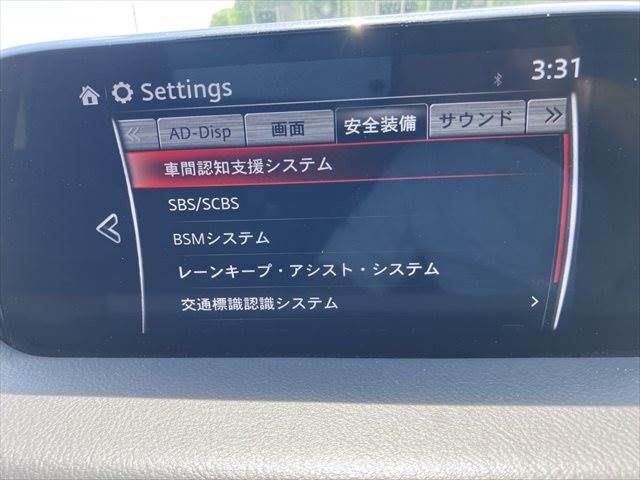 Settings 3:31
AD-Disp 画面 安全装備 サウンド
車間認知支援システム
SBS/SCBS
BSMシステム
レーンキープ・アシスト・システム
交通標識認識システム